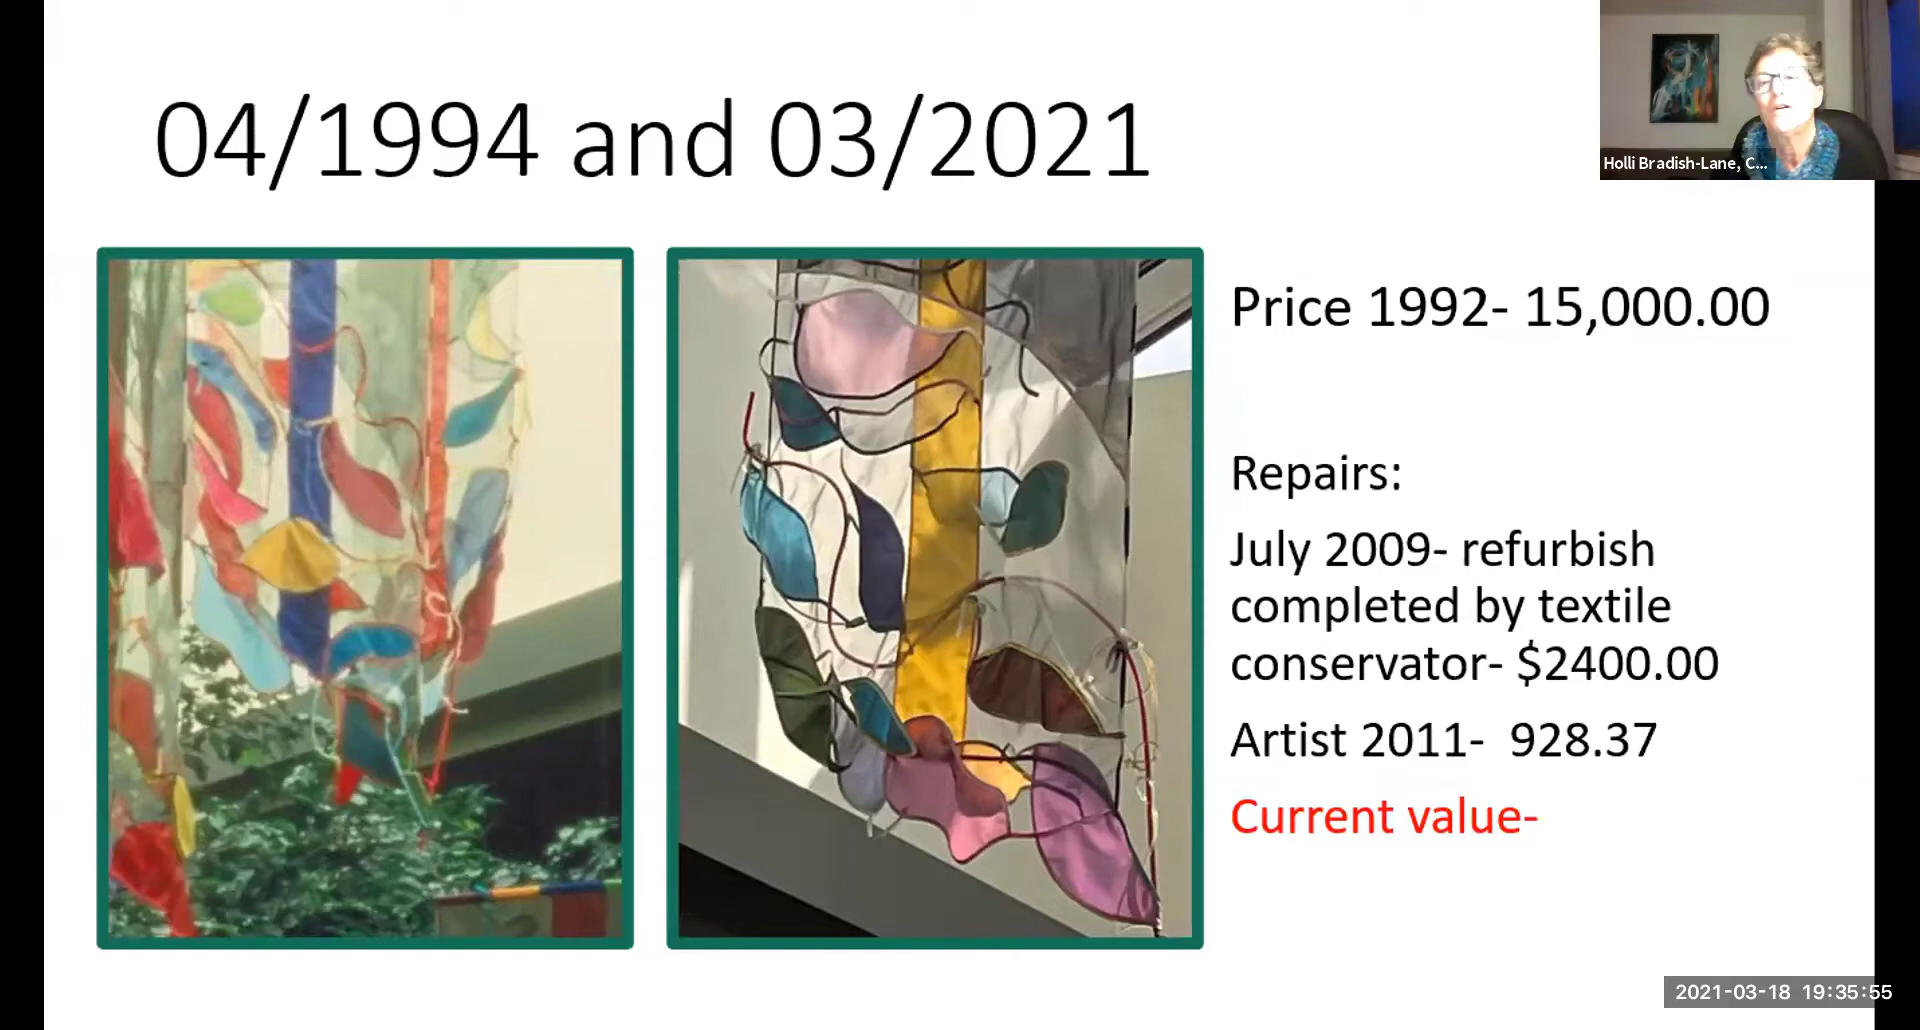 04/1994 and 03/2021
Holli Bradish-Lane, C...
Price 1992- 15,000.00
Repairs:
July 2009- refurbish
completed by textile
conservator- $2400.00
Artist 2011-  928.37
Current value-
2021-03-18  19:35:55